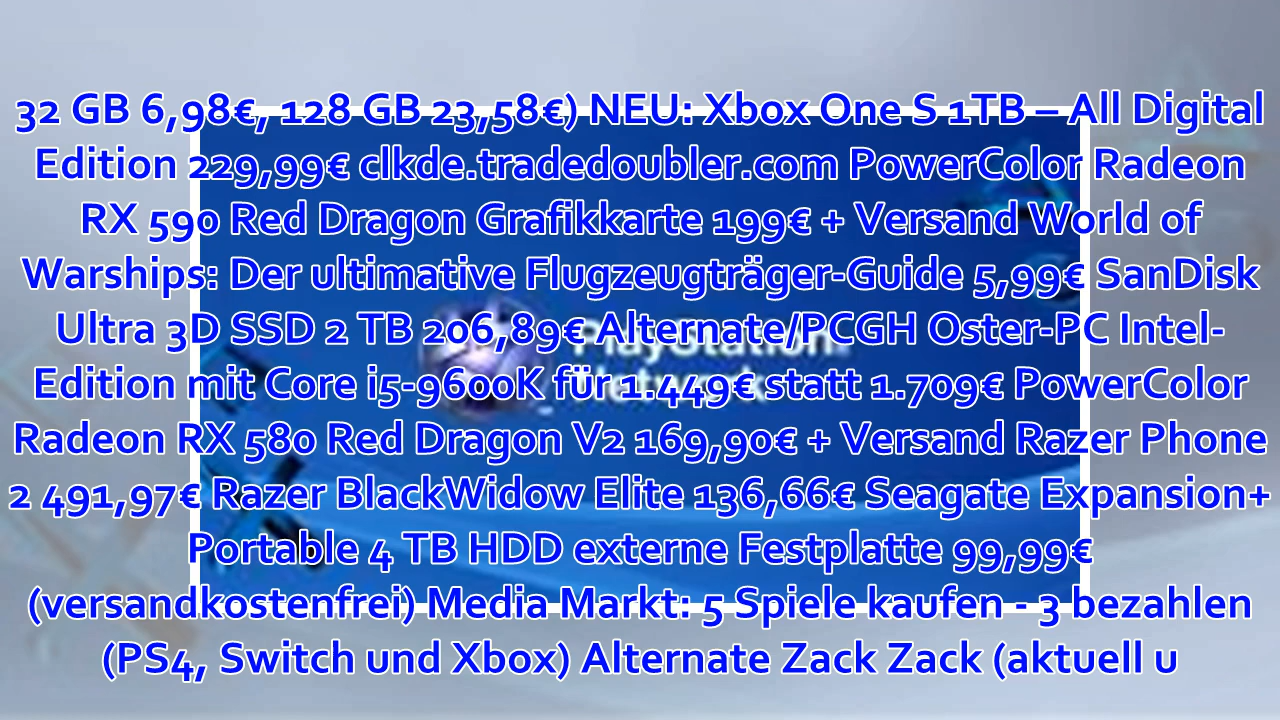 32 GB 6,98€, 128 GB 23,58€) NEU: Xbox One S 1TB – All Digital
Edition 229,99€ clkde.tradedoubler.com PowerColor Radeon
RX 590 Red Dragon Grafikkarte 199€ + Versand World of
Warships: Der ultimative Flugzeugträger-Guide 5,99€ SanDisk
Ultra 3D SSD 2 TB 206,89€ Alternate/PCGH Oster-PC Intel-
Edition mit Core i5-9600K für 1.449€ statt 1.709€ PowerColor
Radeon RX 580 Red Dragon V2 169,90€ + Versand Razer Phone
2 491,97€ Razer BlackWidow Elite 136,66€ Seagate Expansion+
Portable 4 TB HDD externe Festplatte 99,99€
(versandkostenfrei) Media Markt: 5 Spiele kaufen - 3 bezahlen
(PS4, Switch und Xbox) Alternate Zack Zack (aktuell u
PlayStation
Network